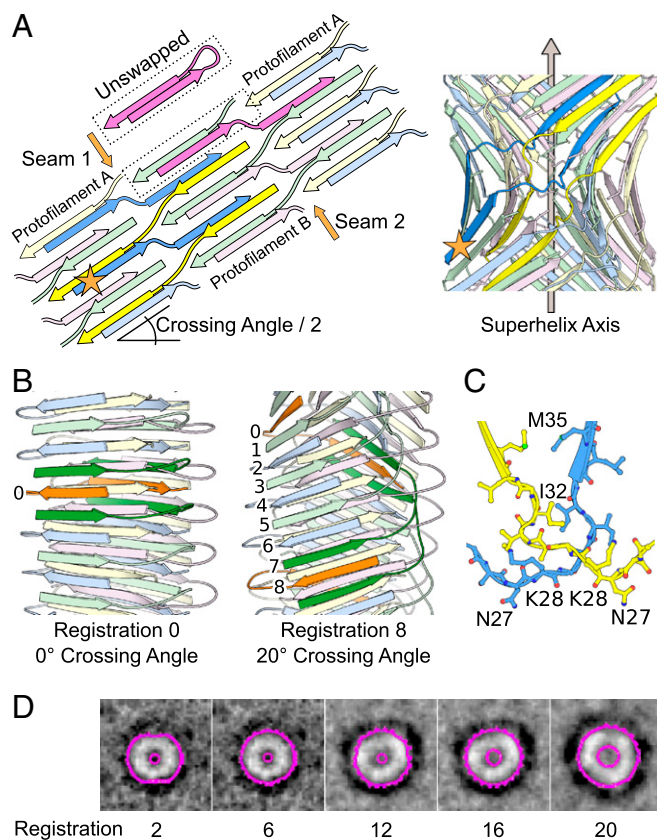 A
Unswapped
Protofilament A
Seam 1
Protofilament A
Seam 2
Protofilament B
Crossing Angle / 2
Superhelix Axis
B
0
Registration 0
0° Crossing Angle
0
1
2
3
4
5
6
7
8
Registration 8
20° Crossing Angle
C
M35
I32
K28 K28
N27 N27
D
Registration 2 6 12 16 20